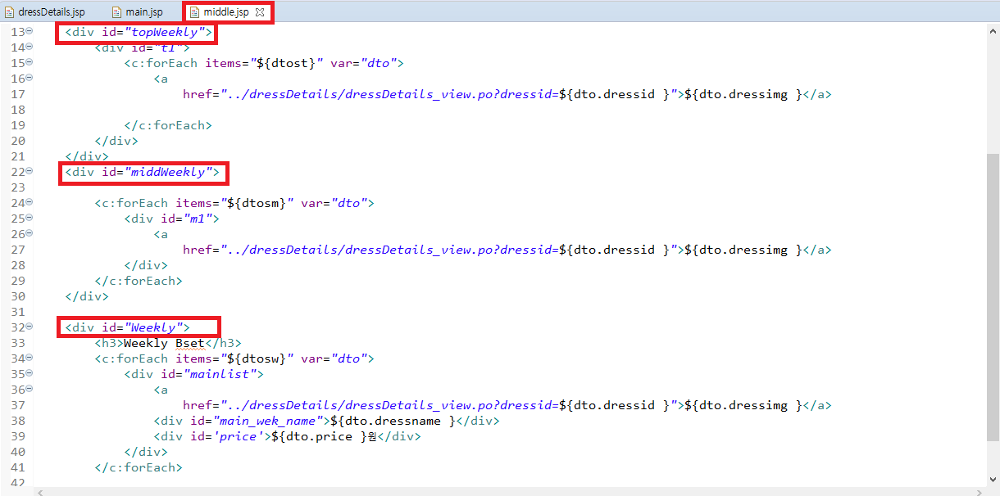 dressDetails.jsp main.jsp middle.jsp
13 <div id="topWeekly">
14 <div id="t1">
15 <c:forEach items="${dtost}" var="dto">
16 <a
17 href="../dressDetails/dressDetails_view.po?dressid=${dto.dressid }">${dto.dressimg }</a>
18
19 </c:forEach>
20 </div>
21 </div>
22 <div id="middWeekly">
23
24 <c:forEach items="${dtosm}" var="dto">
25 <div id="m1">
26 <a
27 href="../dressDetails/dressDetails_view.po?dressid=${dto.dressid }">${dto.dressimg }</a>
28 </div>
29 </c:forEach>
30 </div>
31
32 <div id="Weekly">
33 <h3>Weekly Bset</h3>
34 <c:forEach items="${dtosw}" var="dto">
35 <div id="mainlist">
36 <a
37 href="../dressDetails/dressDetails_view.po?dressid=${dto.dressid }">${dto.dressimg }</a>
38 <div id="main_wek_name">${dto.dressname }</div>
39 <div id='price'>${dto.price }원</div>
40 </div>
41 </c:forEach>
42